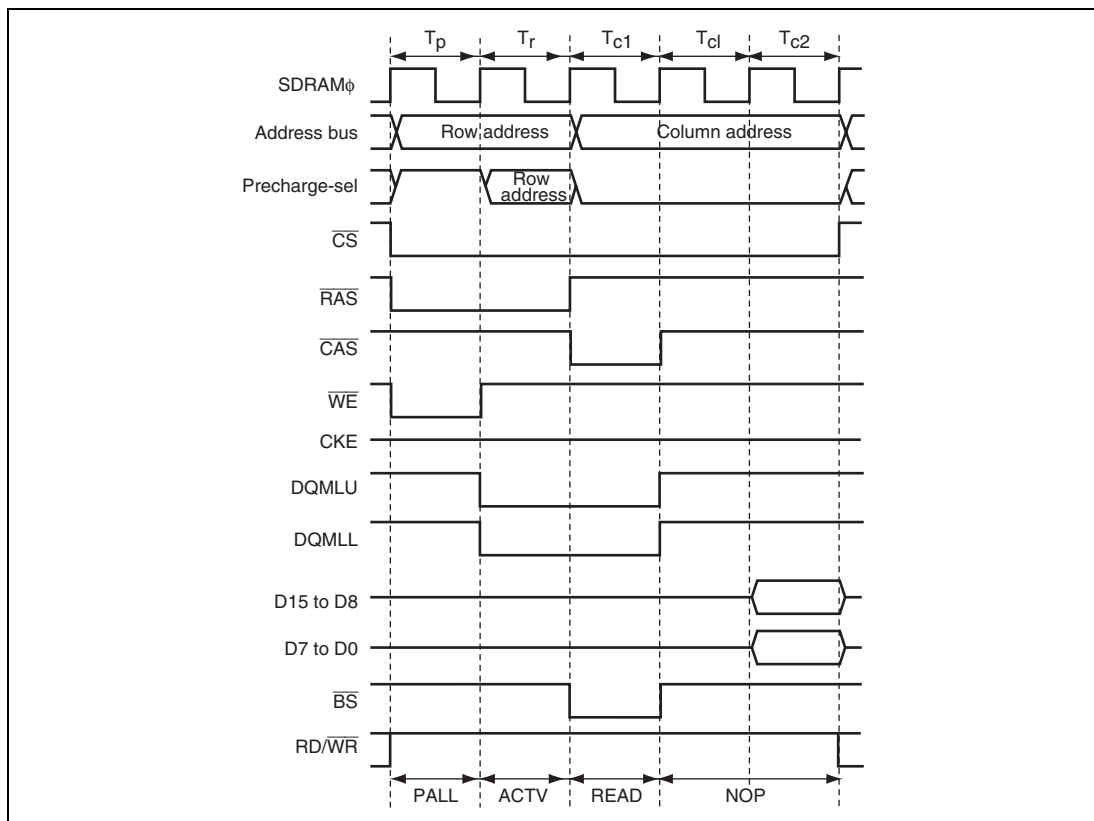 Tp Tr Tc1 Tcl Tc2
SDRAMϕ
Address bus Row address Column address
Precharge-sel Row address
CS
RAS
CAS
WE
CKE
DQMLU
DQMLL
D15 to D8
D7 to D0
BS
RD/WR
PALL ACTV READ NOP